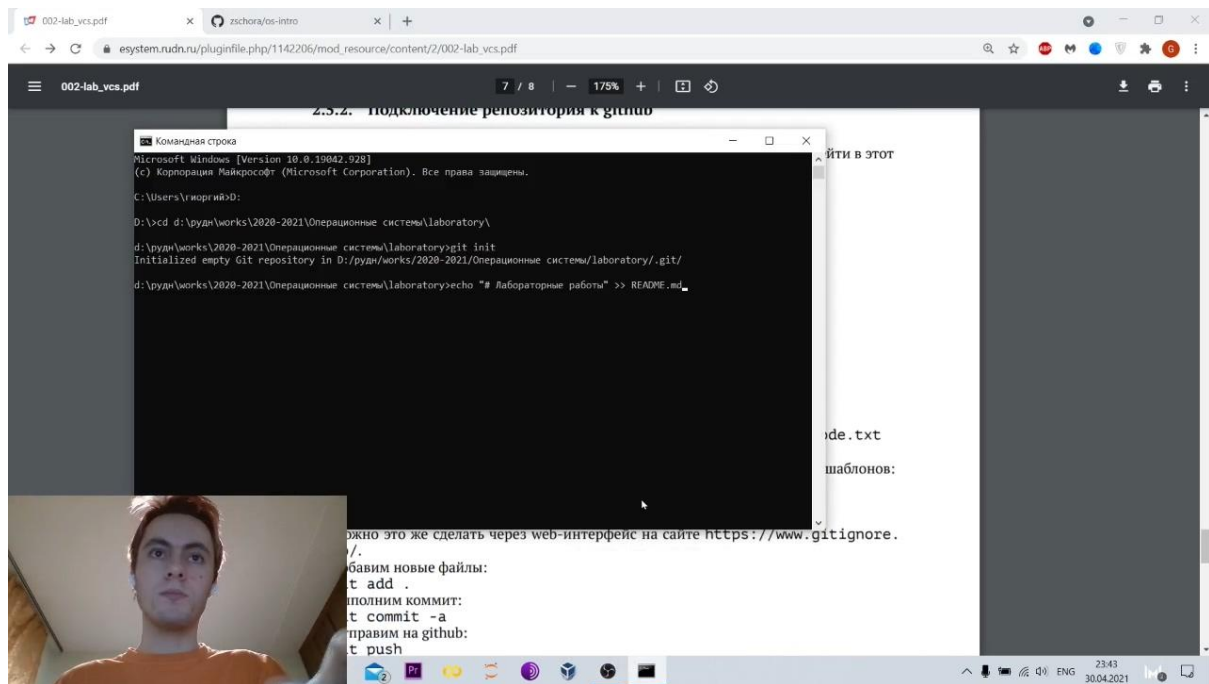 002-lab_vcs.pdf
zschora/os-intro
esystem.rudn.ru/pluginfile.php/1142206/mod_resource/content/2/002-lab_vcs.pdf
ABP
G
002-lab_vcs.pdf
7 / 8
175%
2.5.2. Подключение репозитория к github
йти в этот
Командная строка
Microsoft Windows [Version 10.0.19042.928]
(c) Корпорация Майкрософт (Microsoft Corporation). Все права защищены.
C:\Users\гиоргий>D:
D:\>cd d:\рудн\works\2020-2021\Операционные системы\laboratory\
d:\рудн\works\2020-2021\Операционные системы\laboratory>git init
Initialized empty Git repository in D:/рудн/works/2020-2021/Операционные системы/laboratory/.git/
d:\рудн\works\2020-2021\Операционные системы\laboratory>echo "# Лабораторные работы" >> README.md
de.txt
шаблонов:
ожно это же сделать через web-интерфейс на сайте https://www.gitignore.
/.
обавим новые файлы:
t add .
полним коммит:
t commit -a
правим на github:
t push
2
Pr
ENG
23:43
30.04.2021